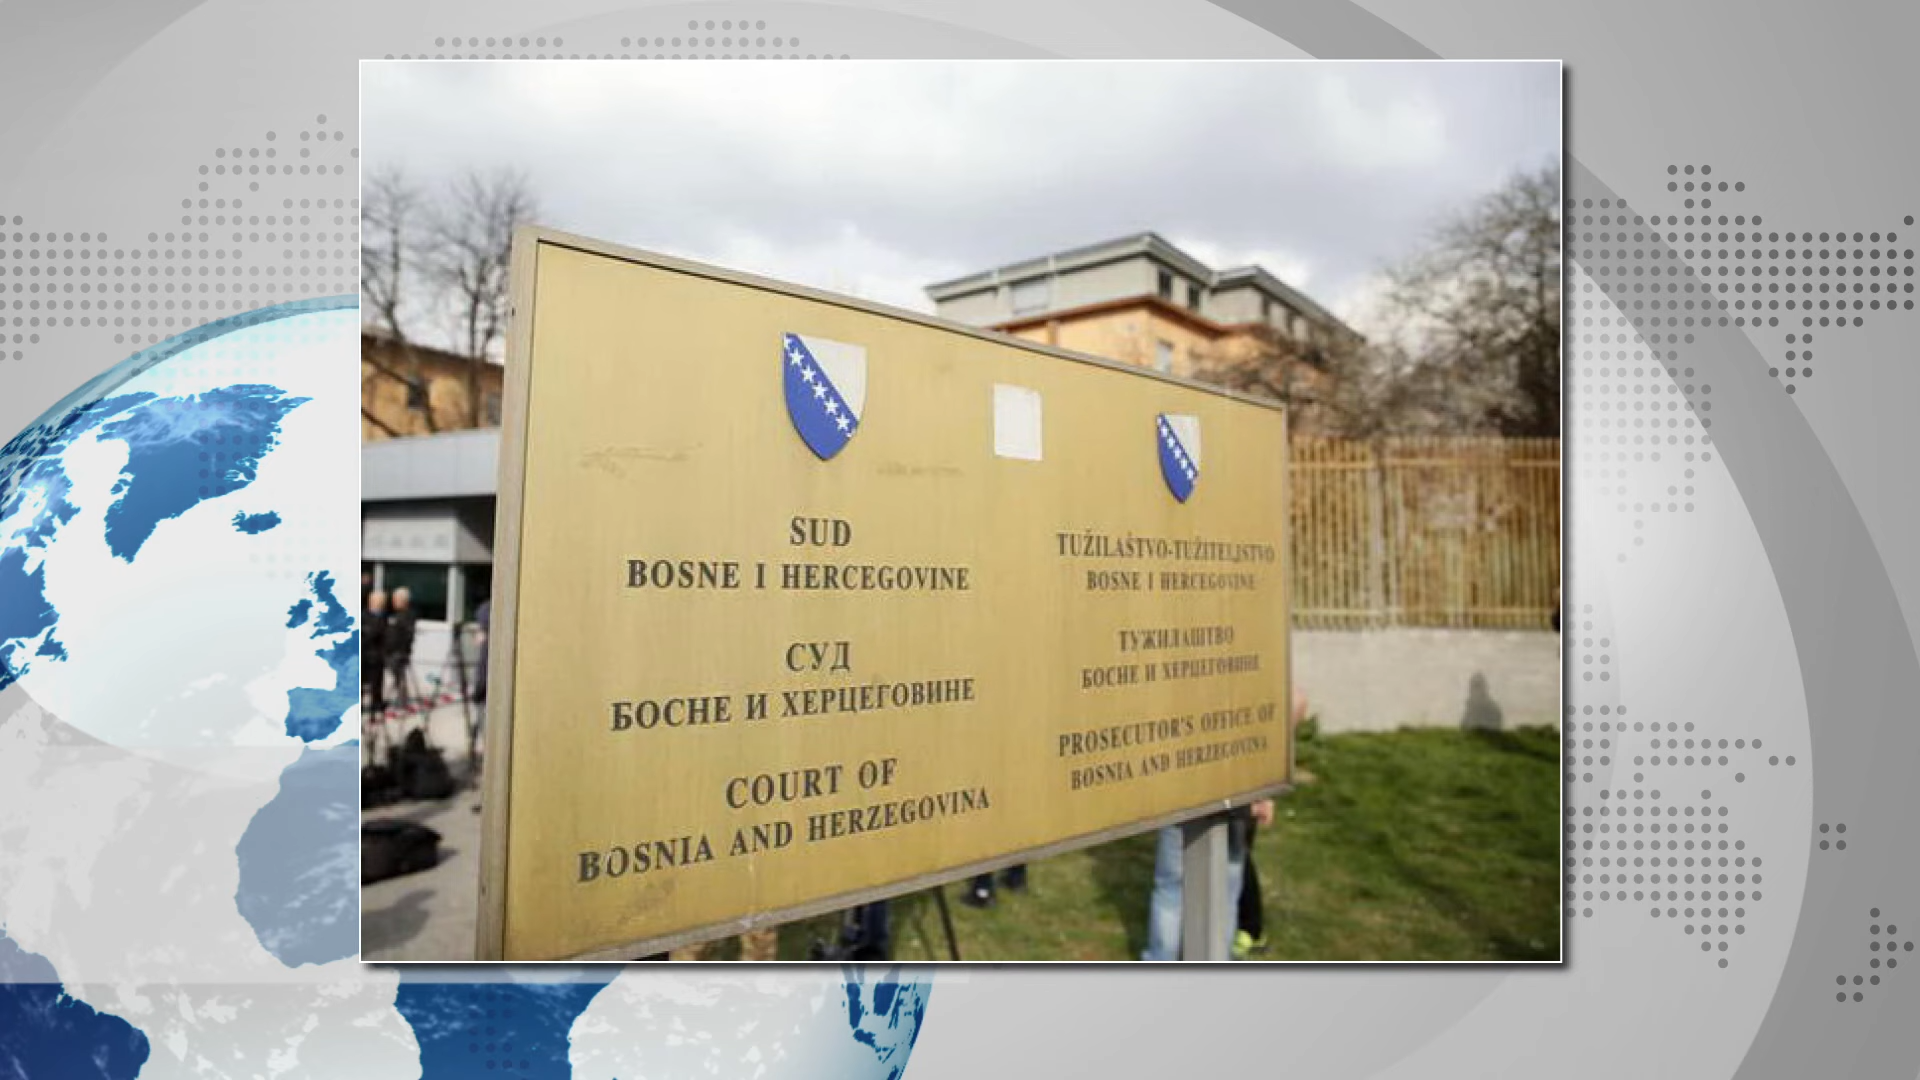 SUD
BOSNE I HERCEGOVINE
СУД
БОСНЕ И ХЕРЦЕГОВИНЕ
COURT OF
BOSNIA AND HERZEGOVINA
TUŽILAŠTVO-TUŽITELJSTVO
BOSNE I HERCEGOVINE
ТУЖИЛАШТВО
БОСНЕ И ХЕРЦЕГОВИНЕ
PROSECUTOR'S OFFICE OF
BOSNIA AND HERZEGOVINA